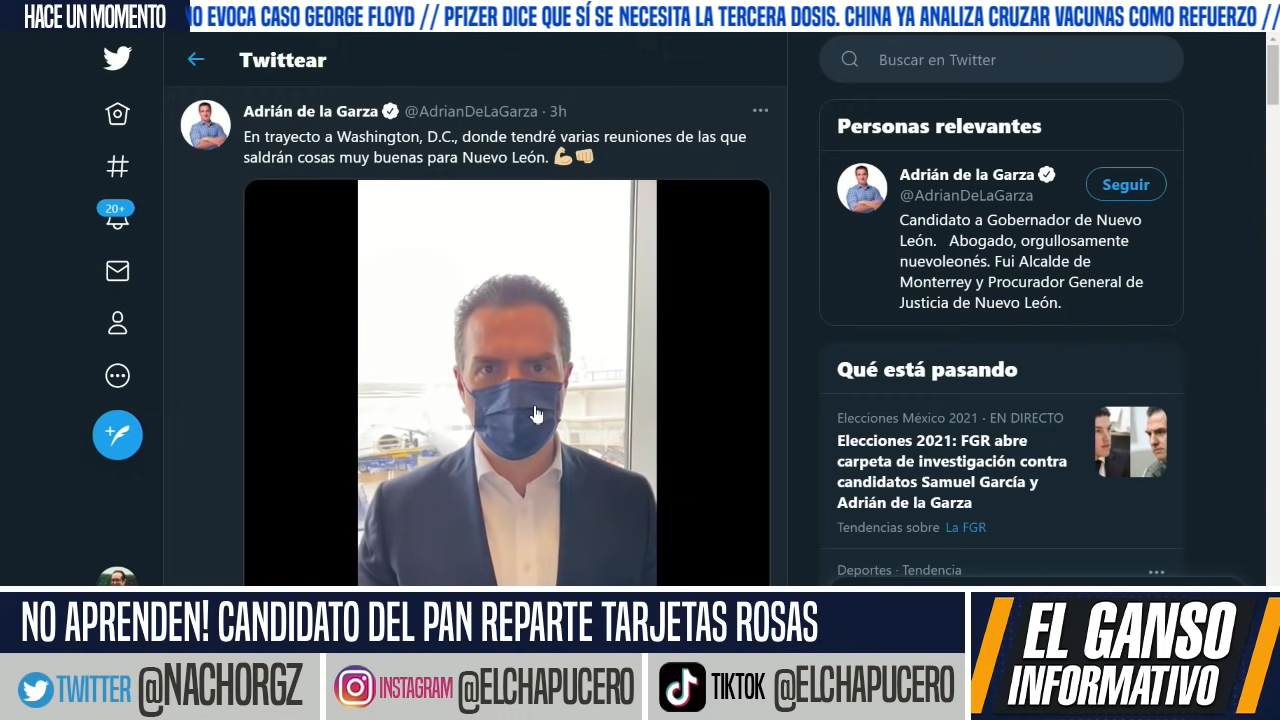 HACE UN MOMENTO
NO EVOCA CASO GEORGE FLOYD // PFIZER DICE QUE SÍ SE NECESITA LA TERCERA DOSIS. CHINA YA ANALIZA CRUZAR VACUNAS COMO REFUERZO //
Twittear
Buscar en Twitter
Adrián de la Garza @AdrianDeLaGarza · 3h
En trayecto a Washington, D.C., donde tendré varias reuniones de las que
saldrán cosas muy buenas para Nuevo León. 💪🏼👊🏼
20+
Personas relevantes
Adrián de la Garza
@AdrianDeLaGarza
Seguir
Candidato a Gobernador de Nuevo
León. Abogado, orgullosamente
nuevoleonés. Fui Alcalde de
Monterrey y Procurador General de
Justicia de Nuevo León.
Qué está pasando
Elecciones México 2021 · EN DIRECTO
Elecciones 2021: FGR abre
carpeta de investigación contra
candidatos Samuel García y
Adrián de la Garza
Tendencias sobre La FGR
Deportes · Tendencia
NO APRENDEN! CANDIDATO DEL PAN REPARTE TARJETAS ROSAS
TWITTER @NACHORGZ
INSTAGRAM @ELCHAPUCERO
TIKTOK @ELCHAPUCERO
EL GANSO
INFORMATIVO